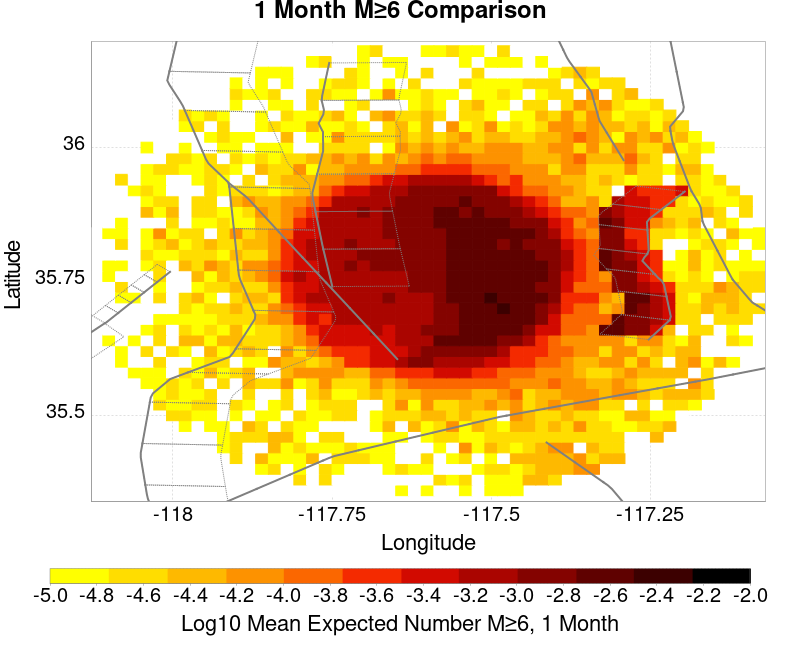 1 Month M≥6 Comparison
36
35.75
35.5
Latitude
-118 -117.75 -117.5 -117.25
Longitude
-5.0 -4.8 -4.6 -4.4 -4.2 -4.0 -3.8 -3.6 -3.4 -3.2 -3.0 -2.8 -2.6 -2.4 -2.2 -2.0
Log10 Mean Expected Number M≥6, 1 Month